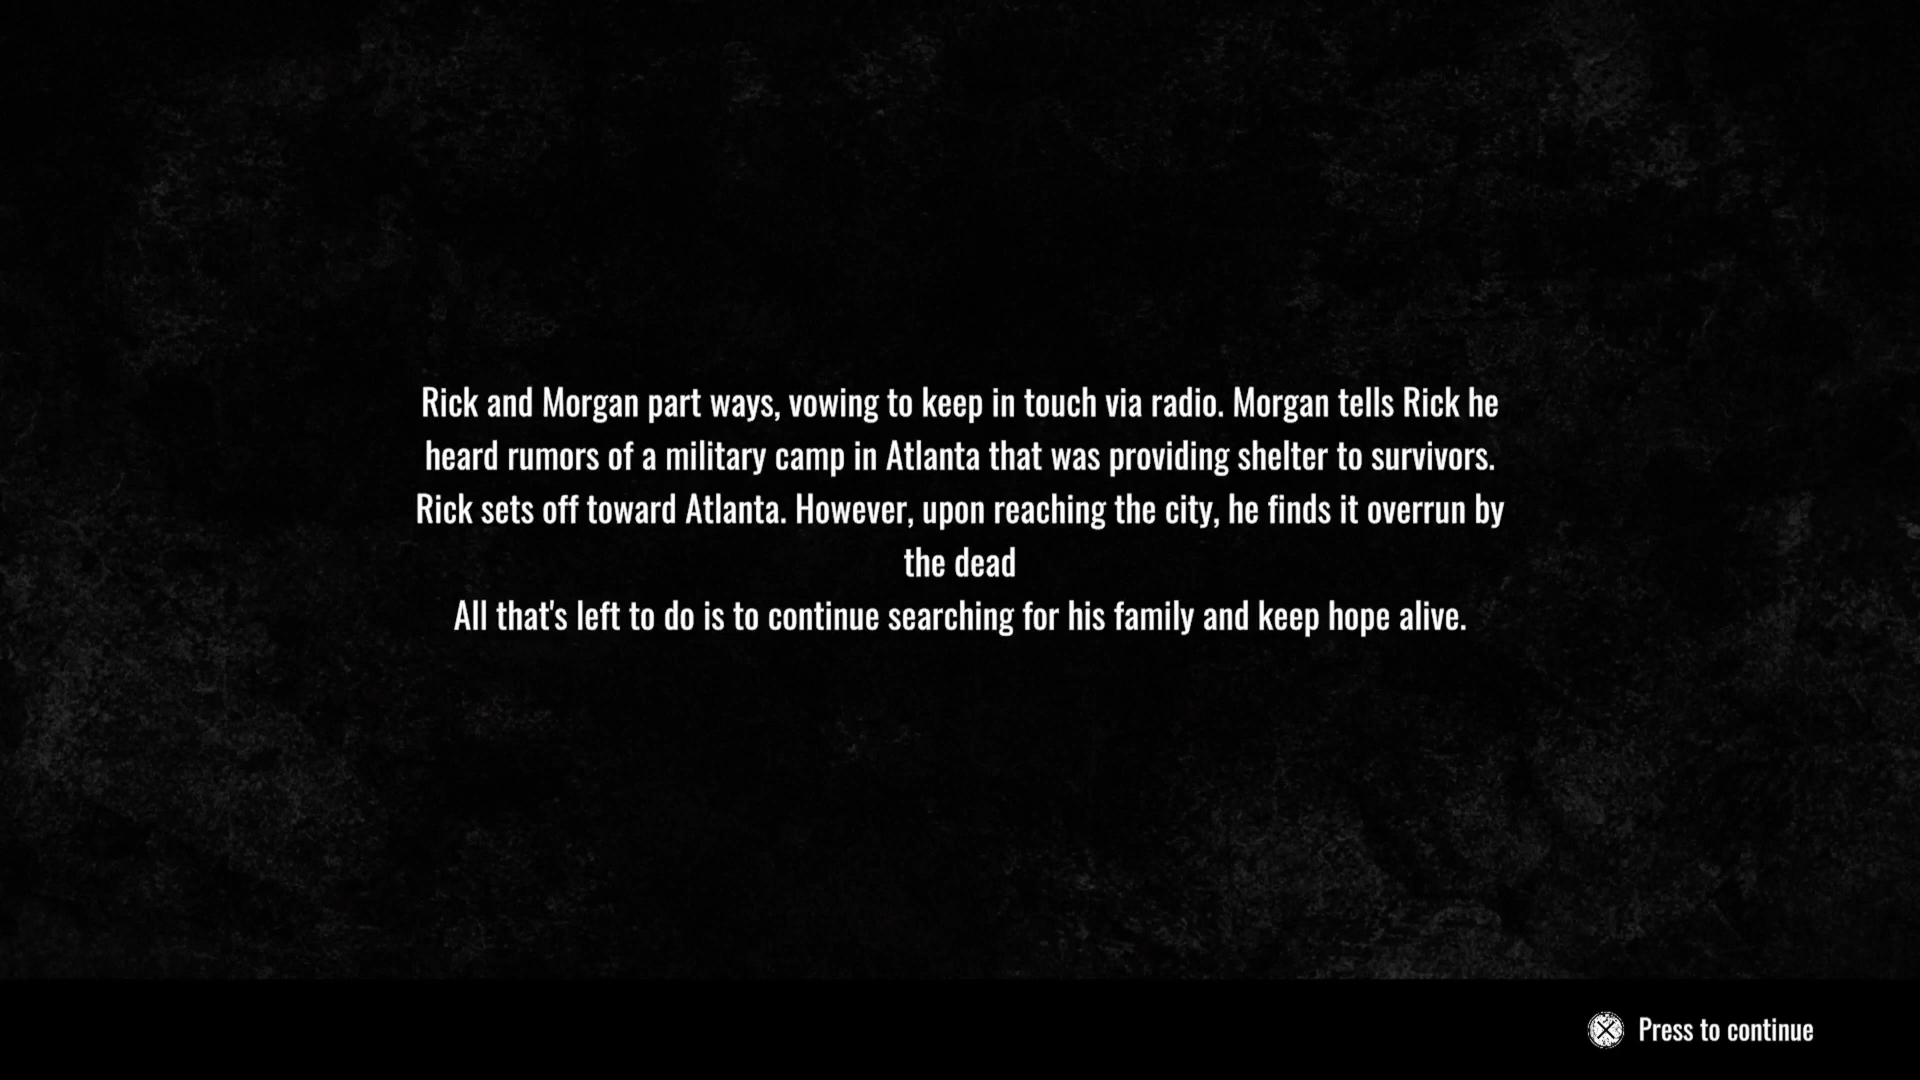 Rick and Morgan part ways, vowing to keep in touch via radio. Morgan tells Rick he
heard rumors of a military camp in Atlanta that was providing shelter to survivors.
Rick sets off toward Atlanta. However, upon reaching the city, he finds it overrun by
the dead
All that's left to do is to continue searching for his family and keep hope alive.
Press to continue